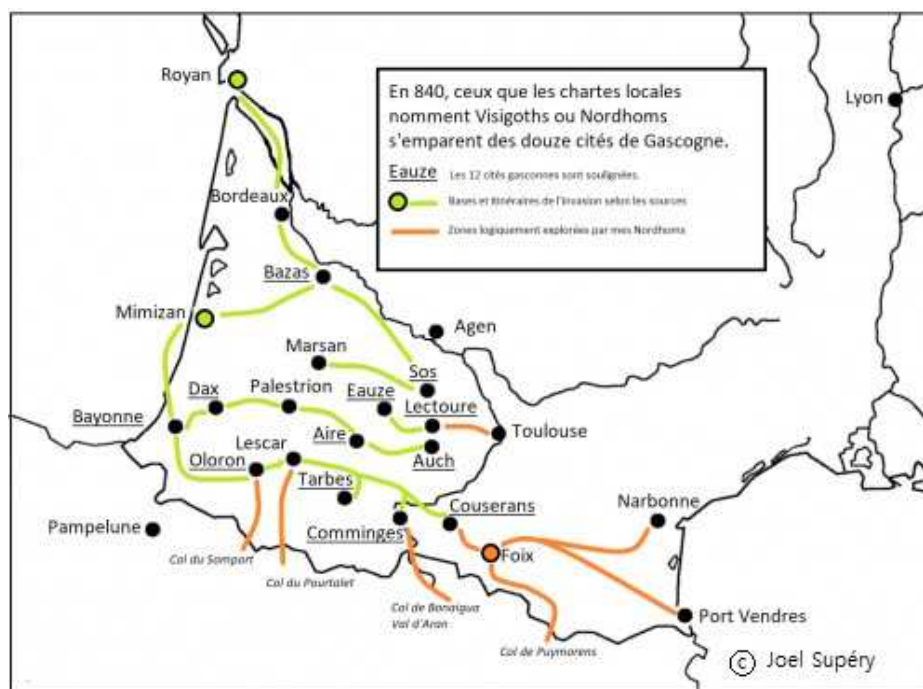 Royan
En 840, ceux que les chartes locales
nomment Visigoths ou Nordhoms
s'emparent des douze cités de Gascogne.
Eauze Les 12 cités gasconnes sont soulignées.
Bases et itinéraires de l'invasion selon les sources
Zones logiquement explorées par mes Nordhoms
Lyon
Bordeaux
Bazas
Mimizan
Agen
Marsan
Sos
Dax
Palestrion
Eauze
Lectoure
Bayonne
Toulouse
Lescar
Aire
Auch
Oloron
Tarbes
Couserans
Narbonne
Pampelune
Comminges
Foix
Col du Somport
Col du Pourtalet
Col de Bonaigua
Val d'Aran
Port Vendres
Col de Puymorens
© Joel Supéry